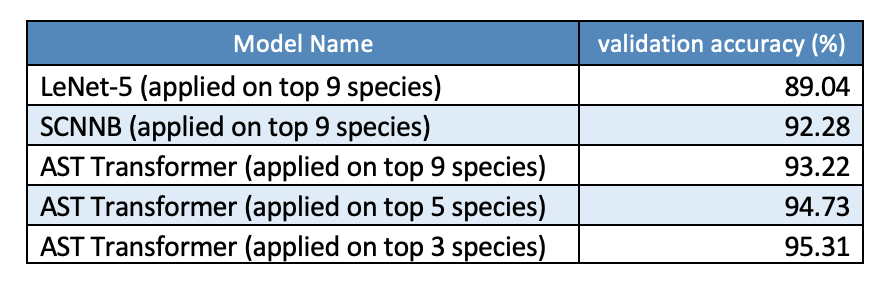 Model Name validation accuracy (%)
LeNet-5 (applied on top 9 species) 89.04
SCNNB (applied on top 9 species) 92.28
AST Transformer (applied on top 9 species) 93.22
AST Transformer (applied on top 5 species) 94.73
AST Transformer (applied on top 3 species) 95.31